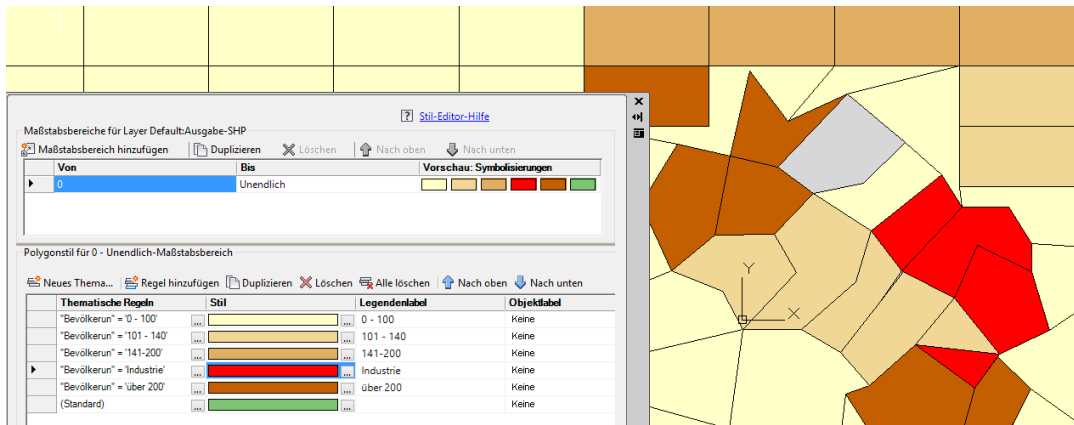 Stil-Editor-Hilfe
Maßstabsbereiche für Layer Default:Ausgabe-SHP
Maßstabsbereich hinzufügen Duplizieren Löschen Nach oben Nach unten
Von Bis Vorschau: Symbolisierungen
0 Unendlich
Polygonstil für 0 - Unendlich-Maßstabsbereich
Neues Thema... Regel hinzufügen Duplizieren Löschen Alle löschen Nach oben Nach unten
Thematische Regeln Stil Legendenlabel Objektlabel
"Bevölkerun" = '0 - 100' ... ... 0 - 100 Keine
"Bevölkerun" = '101 - 140' ... ... 101 - 140 Keine
"Bevölkerun" = '141-200' ... ... 141-200 Keine
"Bevölkerun" = 'Industrie' ... ... Industrie Keine
"Bevölkerun" = 'über 200' ... ... über 200 Keine
(Standard) ... ... Keine
Y
X